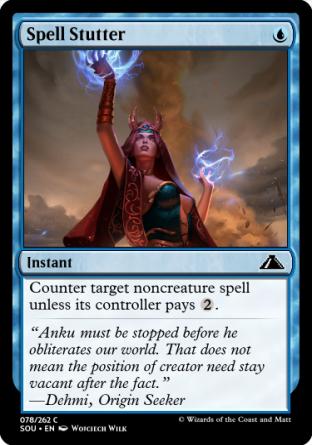 Spell Stutter
Instant
Counter target noncreature spell
unless its controller pays 2.
“Anku must be stopped before he
obliterates our world. That does not
mean the position of creator need stay
vacant after the fact.”
—Dehmi, Origin Seeker
078/262 C
SOU • EN Wojciech Wilk
© Wizards of the Coast and Matt